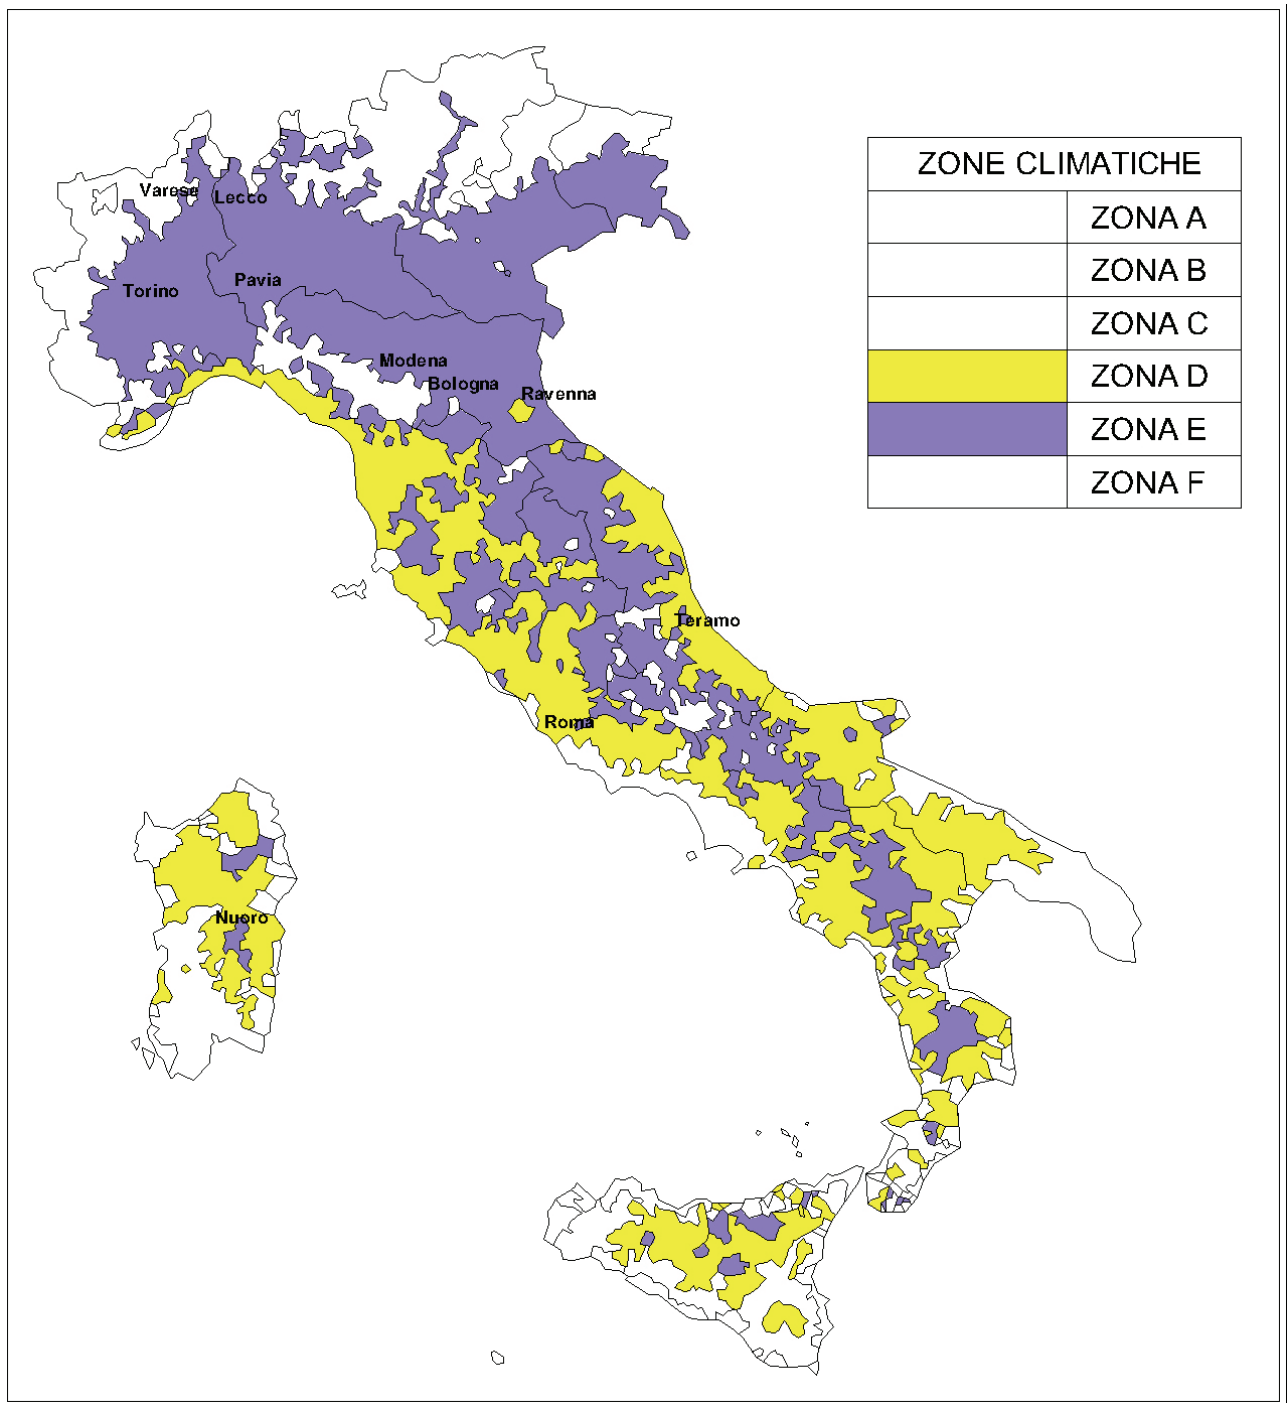 ZONE CLIMATICHE
ZONA A
ZONA B
ZONA C
ZONA D
ZONA E
ZONA F
Varese
Lecco
Torino
Pavia
Modena
Bologna
Ravenna
Teramo
Roma
Nuoro